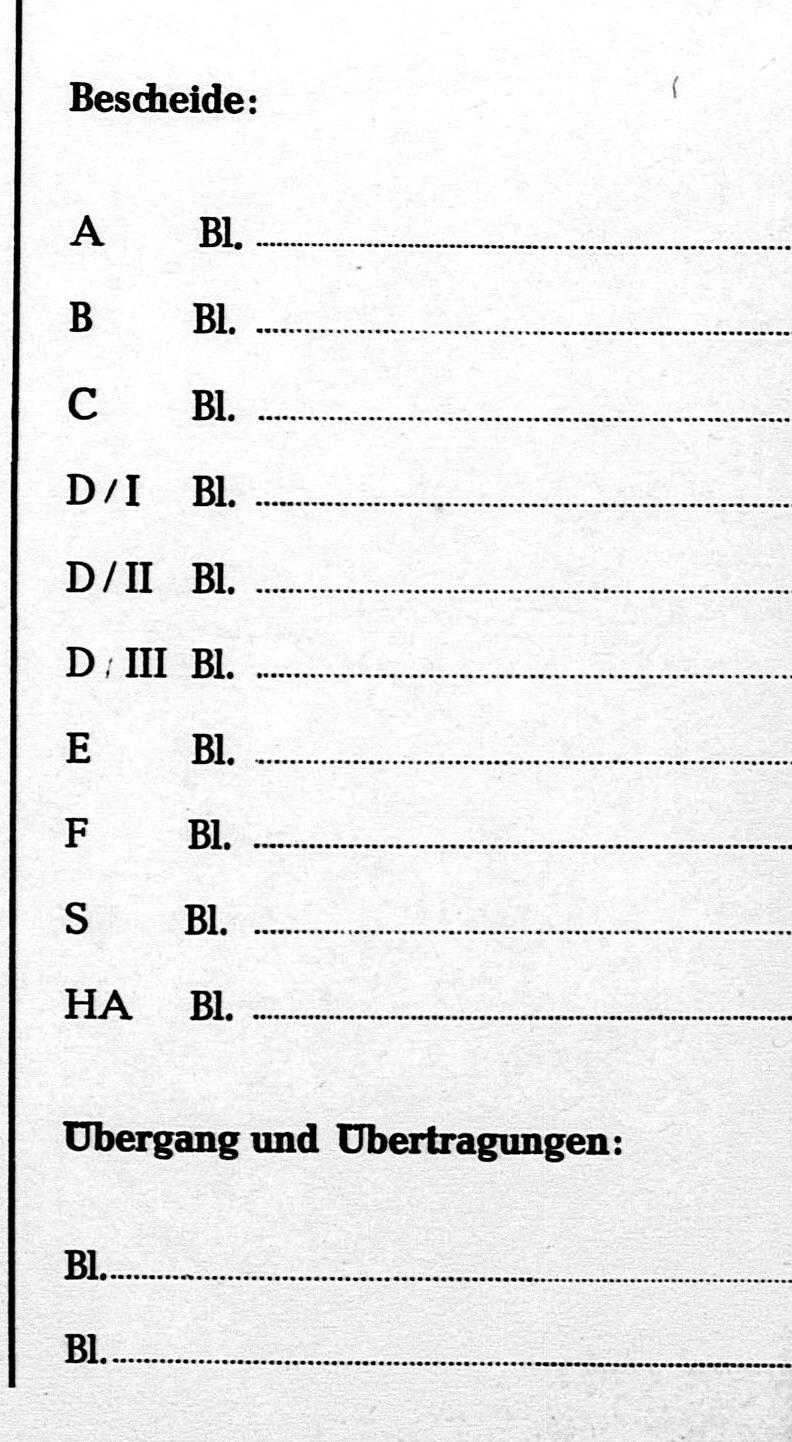 Bescheide:
A Bl. ....................
B Bl. ....................
C Bl. ....................
D/I Bl. ....................
D/II Bl. ....................
D/III Bl. ....................
E Bl. ....................
F Bl. ....................
S Bl. ....................
HA Bl. ....................
Übergang und Übertragungen:
Bl. ....................
Bl. ....................